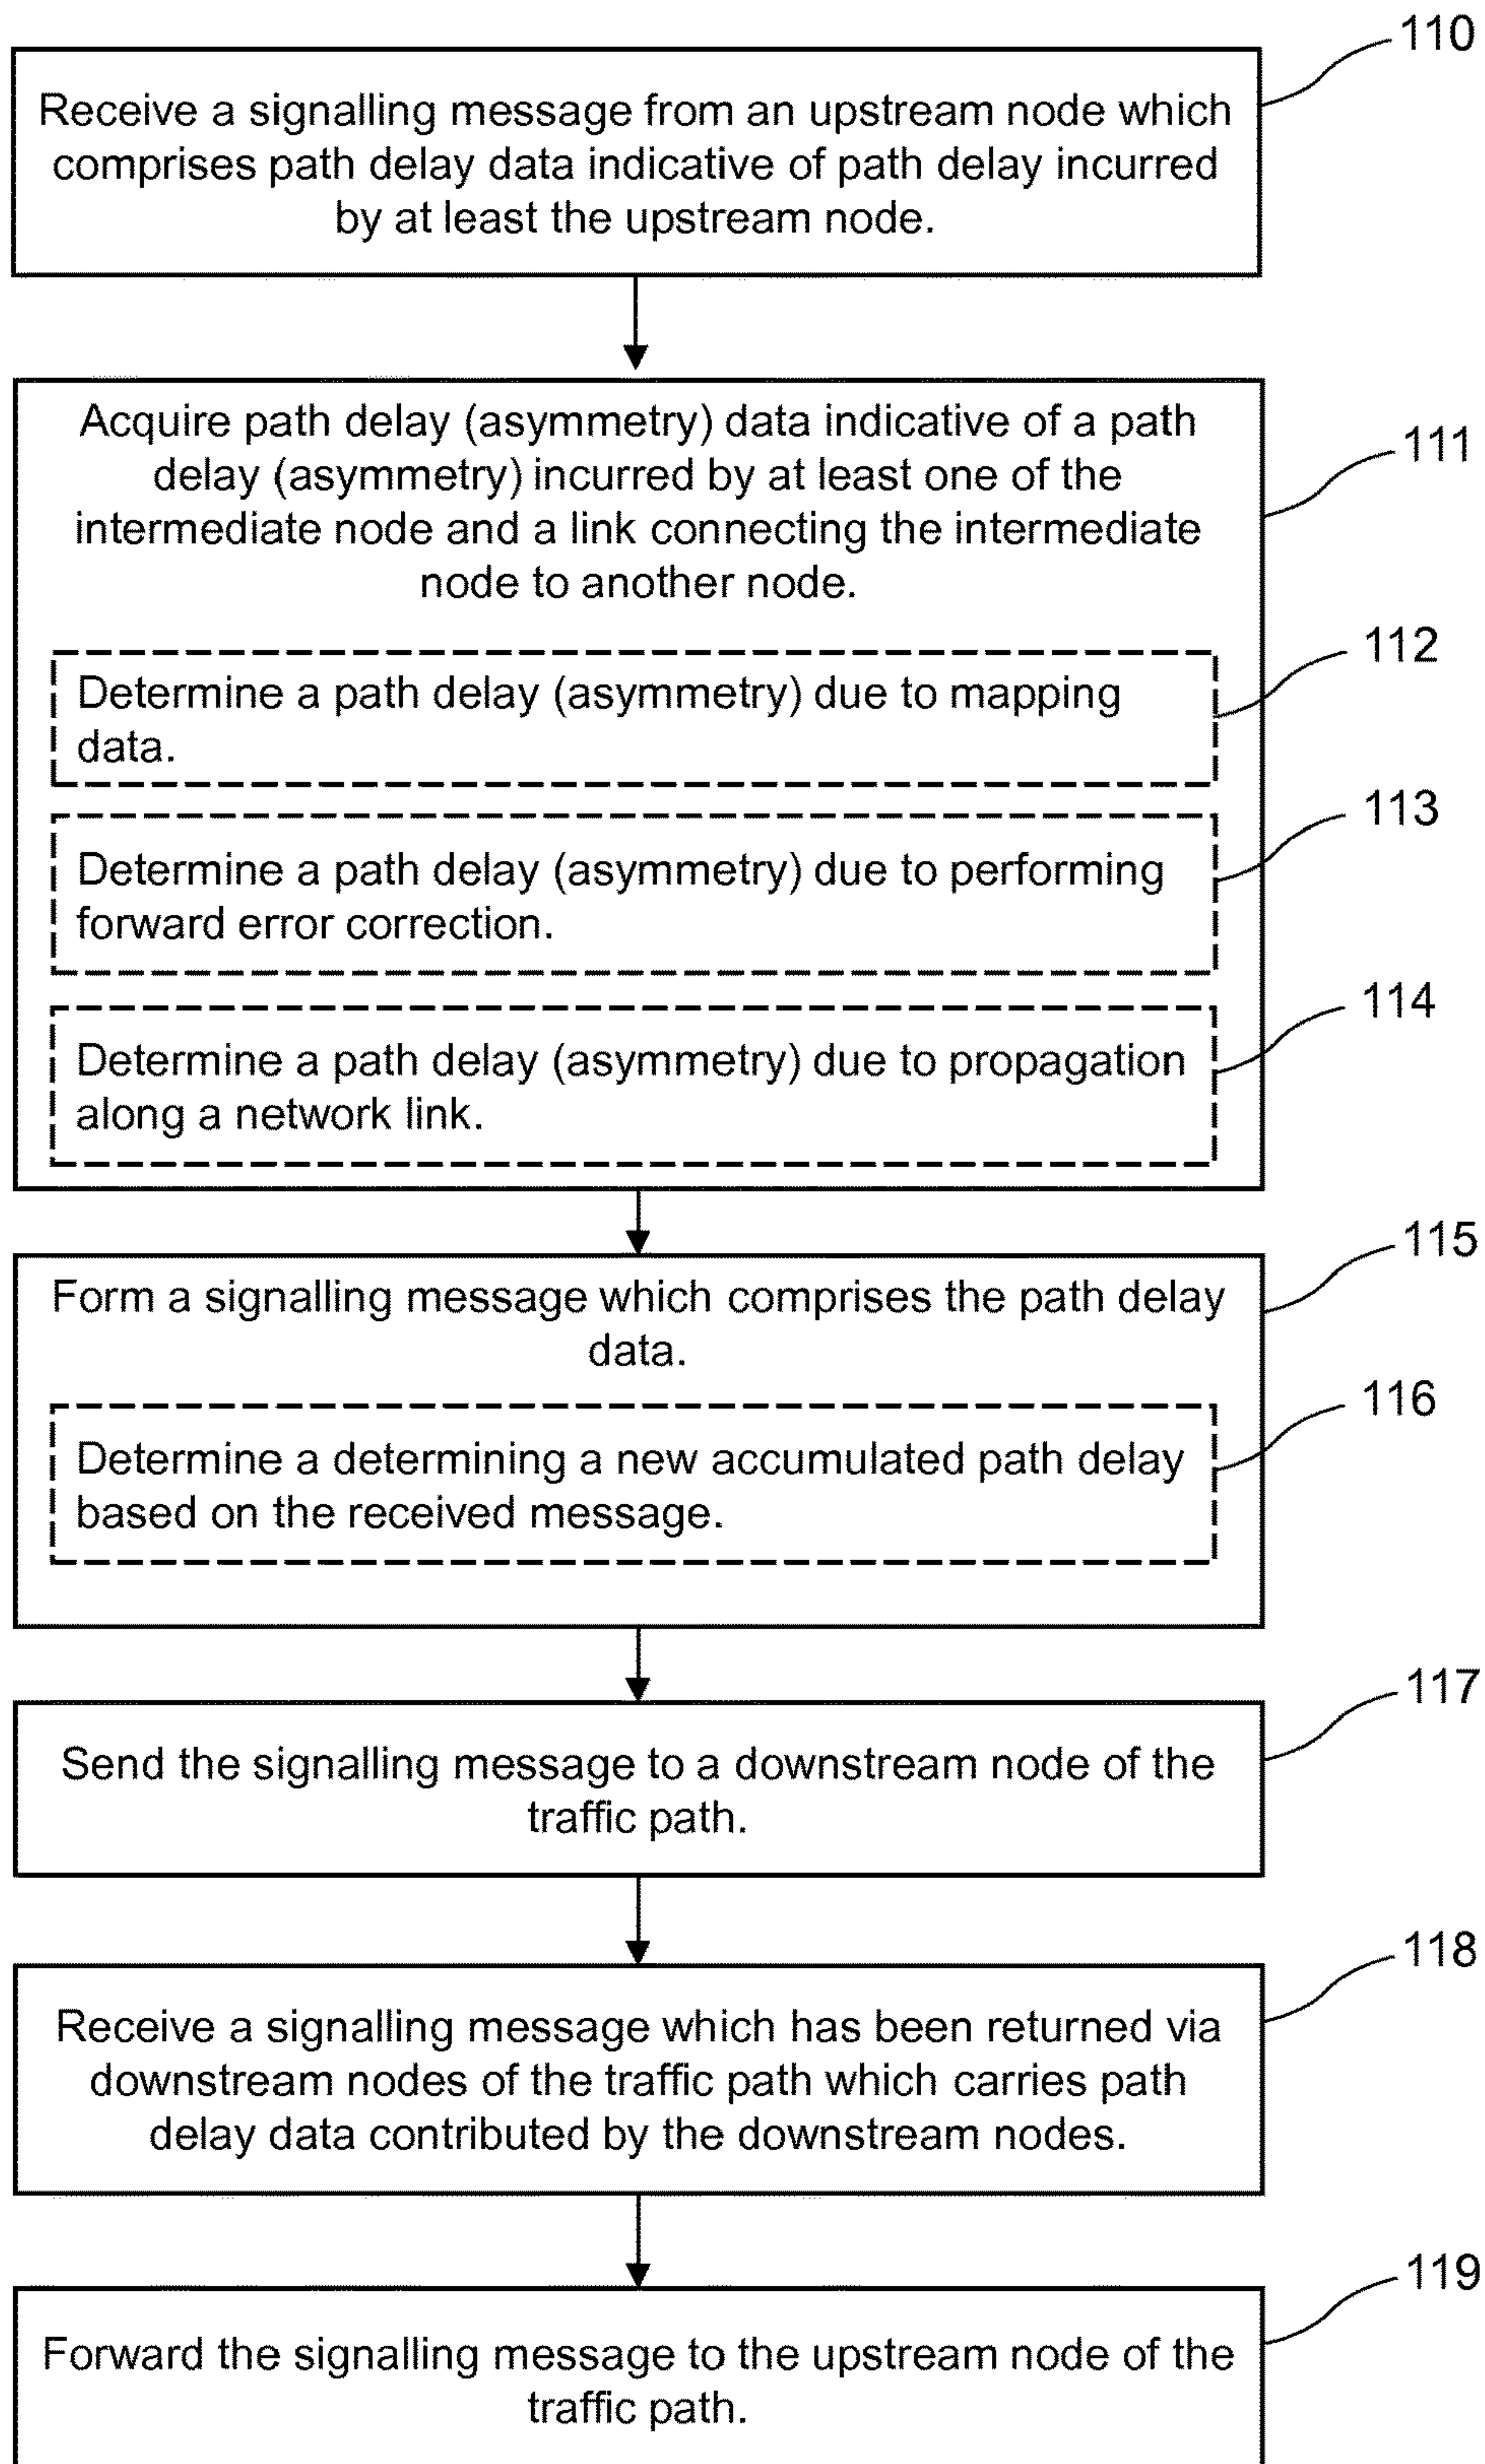 110
Receive a signalling message from an upstream node which
comprises path delay data indicative of path delay incurred
by at least the upstream node.
Acquire path delay (asymmetry) data indicative of a path
delay (asymmetry) incurred by at least one of the
intermediate node and a link connecting the intermediate
node to another node.
111
112
Determine a path delay (asymmetry) due to mapping
data.
113
Determine a path delay (asymmetry) due to performing
forward error correction.
114
Determine a path delay (asymmetry) due to propagation
along a network link.
115
Form a signalling message which comprises the path delay
data.
116
Determine a determining a new accumulated path delay
based on the received message.
117
Send the signalling message to a downstream node of the
traffic path.
118
Receive a signalling message which has been returned via
downstream nodes of the traffic path which carries path
delay data contributed by the downstream nodes.
119
Forward the signalling message to the upstream node of the
traffic path.